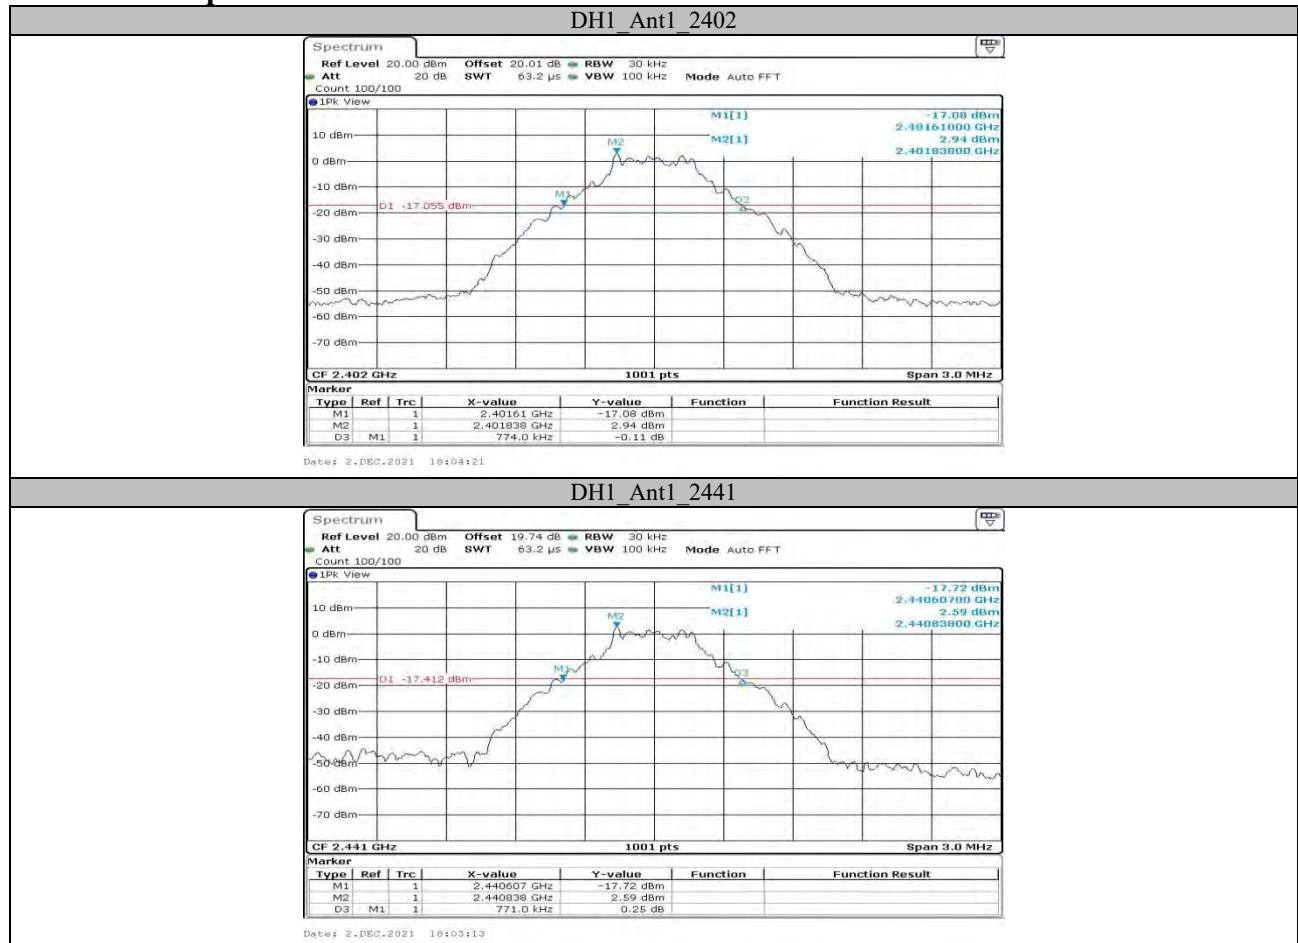 DH1_Ant1_2402
Spectrum
Ref Level 20.00 dBm Offset 20.01 dB RBW 30 kHz
Att 20 dB SWT 63.2 µs VBW 100 kHz Mode Auto FFT
Count 100/100
1Pk View
M1[1] -17.08 dBm
2.40161000 GHz
10 dBm M2 M2[1] 2.94 dBm
2.40183800 GHz
0 dBm
-10 dBm
M1 D3
D1 -17.055 dBm
-20 dBm
-30 dBm
-40 dBm
-50 dBm
-60 dBm
-70 dBm
CF 2.402 GHz 1001 pts Span 3.0 MHz
Marker
Type Ref Trc X-value Y-value Function Function Result
M1 1 2.40161 GHz -17.08 dBm
M2 1 2.401838 GHz 2.94 dBm
D3 M1 1 774.0 kHz -0.11 dB
Date: 2.DEC.2021 18:04:21
DH1_Ant1_2441
Spectrum
Ref Level 20.00 dBm Offset 19.74 dB RBW 30 kHz
Att 20 dB SWT 63.2 µs VBW 100 kHz Mode Auto FFT
Count 100/100
1Pk View
M1[1] -17.72 dBm
2.44060700 GHz
10 dBm M2 M2[1] 2.59 dBm
2.44083800 GHz
0 dBm
-10 dBm
M1 D3
D1 -17.412 dBm
-20 dBm
-30 dBm
-40 dBm
-50 dBm
-60 dBm
-70 dBm
CF 2.441 GHz 1001 pts Span 3.0 MHz
Marker
Type Ref Trc X-value Y-value Function Function Result
M1 1 2.440607 GHz -17.72 dBm
M2 1 2.440838 GHz 2.59 dBm
D3 M1 1 771.0 kHz 0.25 dB
Date: 2.DEC.2021 18:03:13